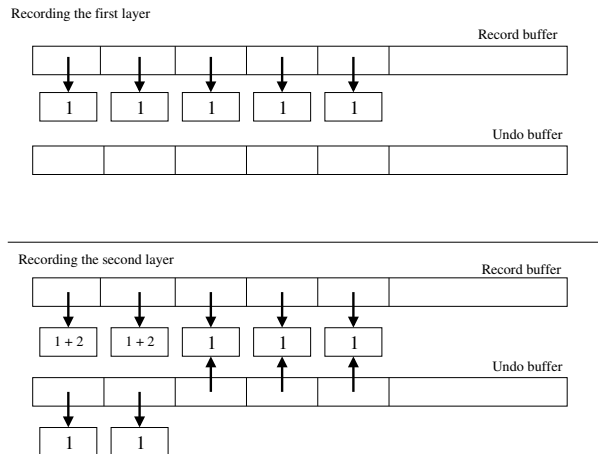 Recording the first layer
Record buffer
1 1 1 1 1
Undo buffer
Recording the second layer
Record buffer
1 + 2 1 + 2 1 1 1
Undo buffer
1 1